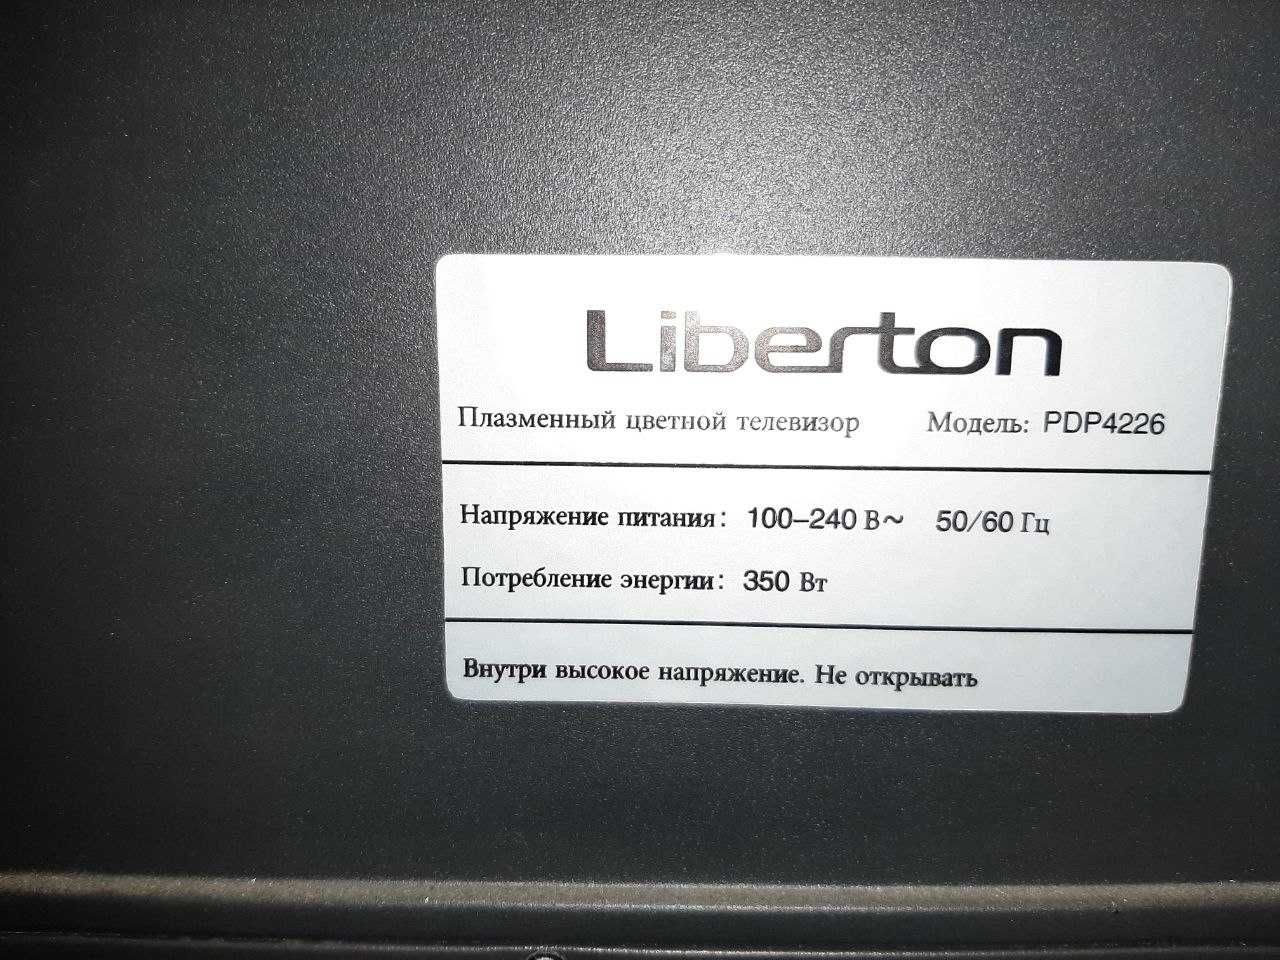 Liberton
Плазменный цветной телевизор Модель: PDP4226
Напряжение питания: 100–240 В~ 50/60 Гц
Потребление энергии: 350 Вт
Внутри высокое напряжение. Не открывать